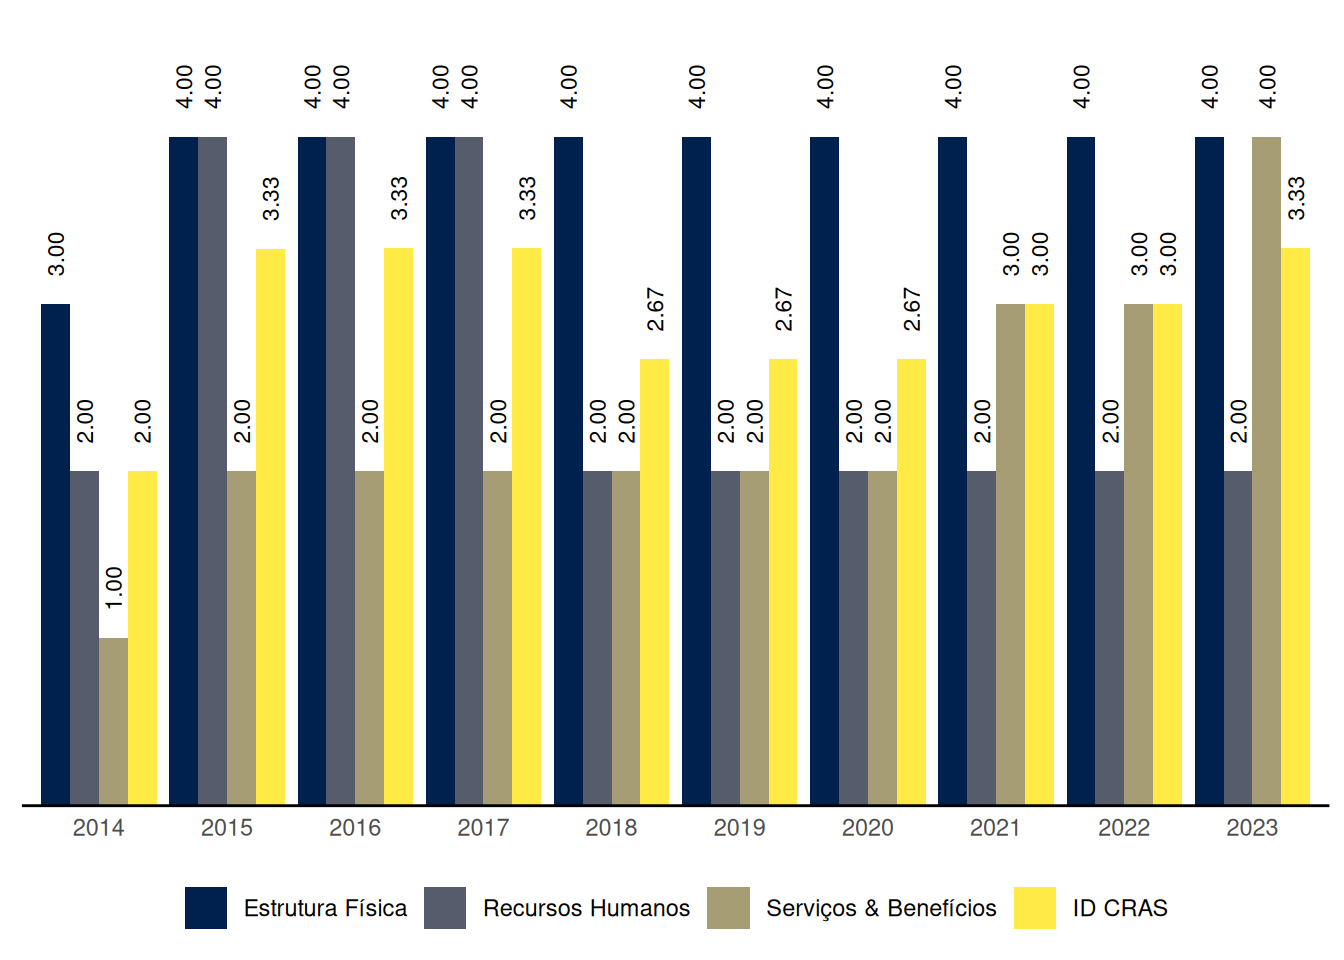 4.00 4.00 4.00 4.00 4.00 4.00 4.00 4.00 4.00 4.00 4.00 4.00 4.00
3.33 3.33 3.33 3.33
3.00 3.00 3.00 3.00 3.00
2.67 2.67 2.67
2.00 2.00 2.00 2.00 2.00 2.00 2.00 2.00 2.00 2.00 2.00 2.00 2.00 2.00
1.00
2014 2015 2016 2017 2018 2019 2020 2021 2022 2023
Estrutura Física Recursos Humanos Serviços & Benefícios ID CRAS